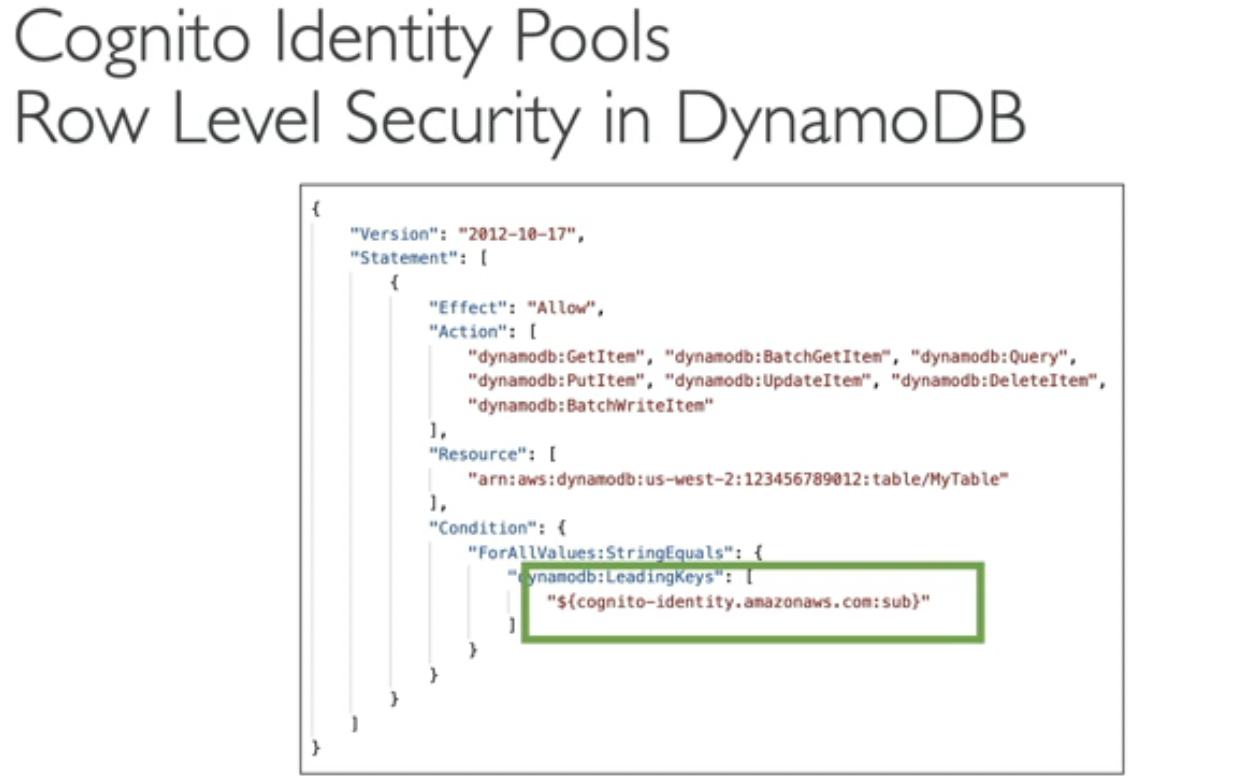 Cognito Identity Pools
Row Level Security in DynamoDB
{
"Version": "2012-10-17",
"Statement": [
{
"Effect": "Allow",
"Action": [
"dynamodb:GetItem", "dynamodb:BatchGetItem", "dynamodb:Query",
"dynamodb:PutItem", "dynamodb:UpdateItem", "dynamodb:DeleteItem",
"dynamodb:BatchWriteItem"
],
"Resource": [
"arn:aws:dynamodb:us-west-2:123456789012:table/MyTable"
],
"Condition": {
"ForAllValues:StringEquals": {
"dynamodb:LeadingKeys": [
"${cognito-identity.amazonaws.com:sub}"
]
}
}
}
]
}